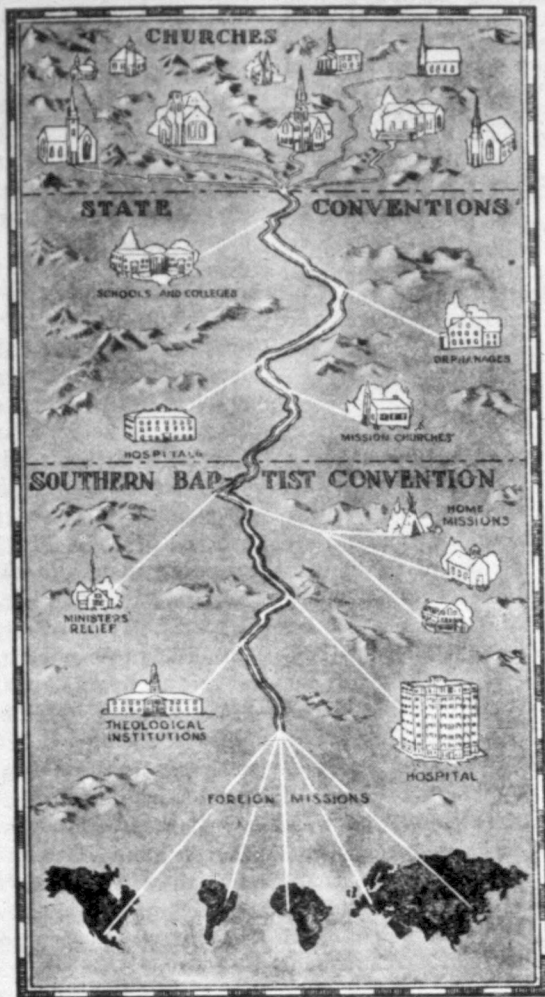 CHURCHES
STATE CONVENTIONS
SCHOOLS AND COLLEGES
ORPHANAGES
HOSPITALS
MISSION CHURCHES
SOUTHERN BAPTIST CONVENTION
HOME
MISSIONS
MINISTERS'
RELIEF
THEOLOGICAL
INSTITUTIONS
HOSPITAL
FOREIGN MISSIONS